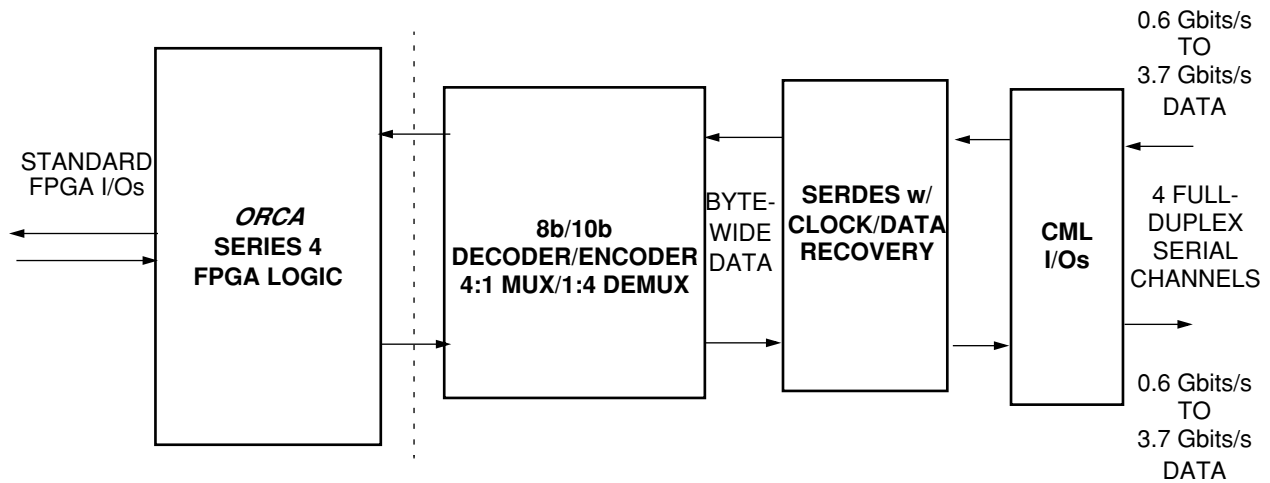 STANDARD
FPGA I/Os
ORCA
SERIES 4
FPGA LOGIC
8b/10b
DECODER/ENCODER
4:1 MUX/1:4 DEMUX
BYTE-
WIDE
DATA
SERDES w/
CLOCK/DATA
RECOVERY
CML
I/Os
0.6 Gbits/s
TO
3.7 Gbits/s
DATA
4 FULL-
DUPLEX
SERIAL
CHANNELS
0.6 Gbits/s
TO
3.7 Gbits/s
DATA